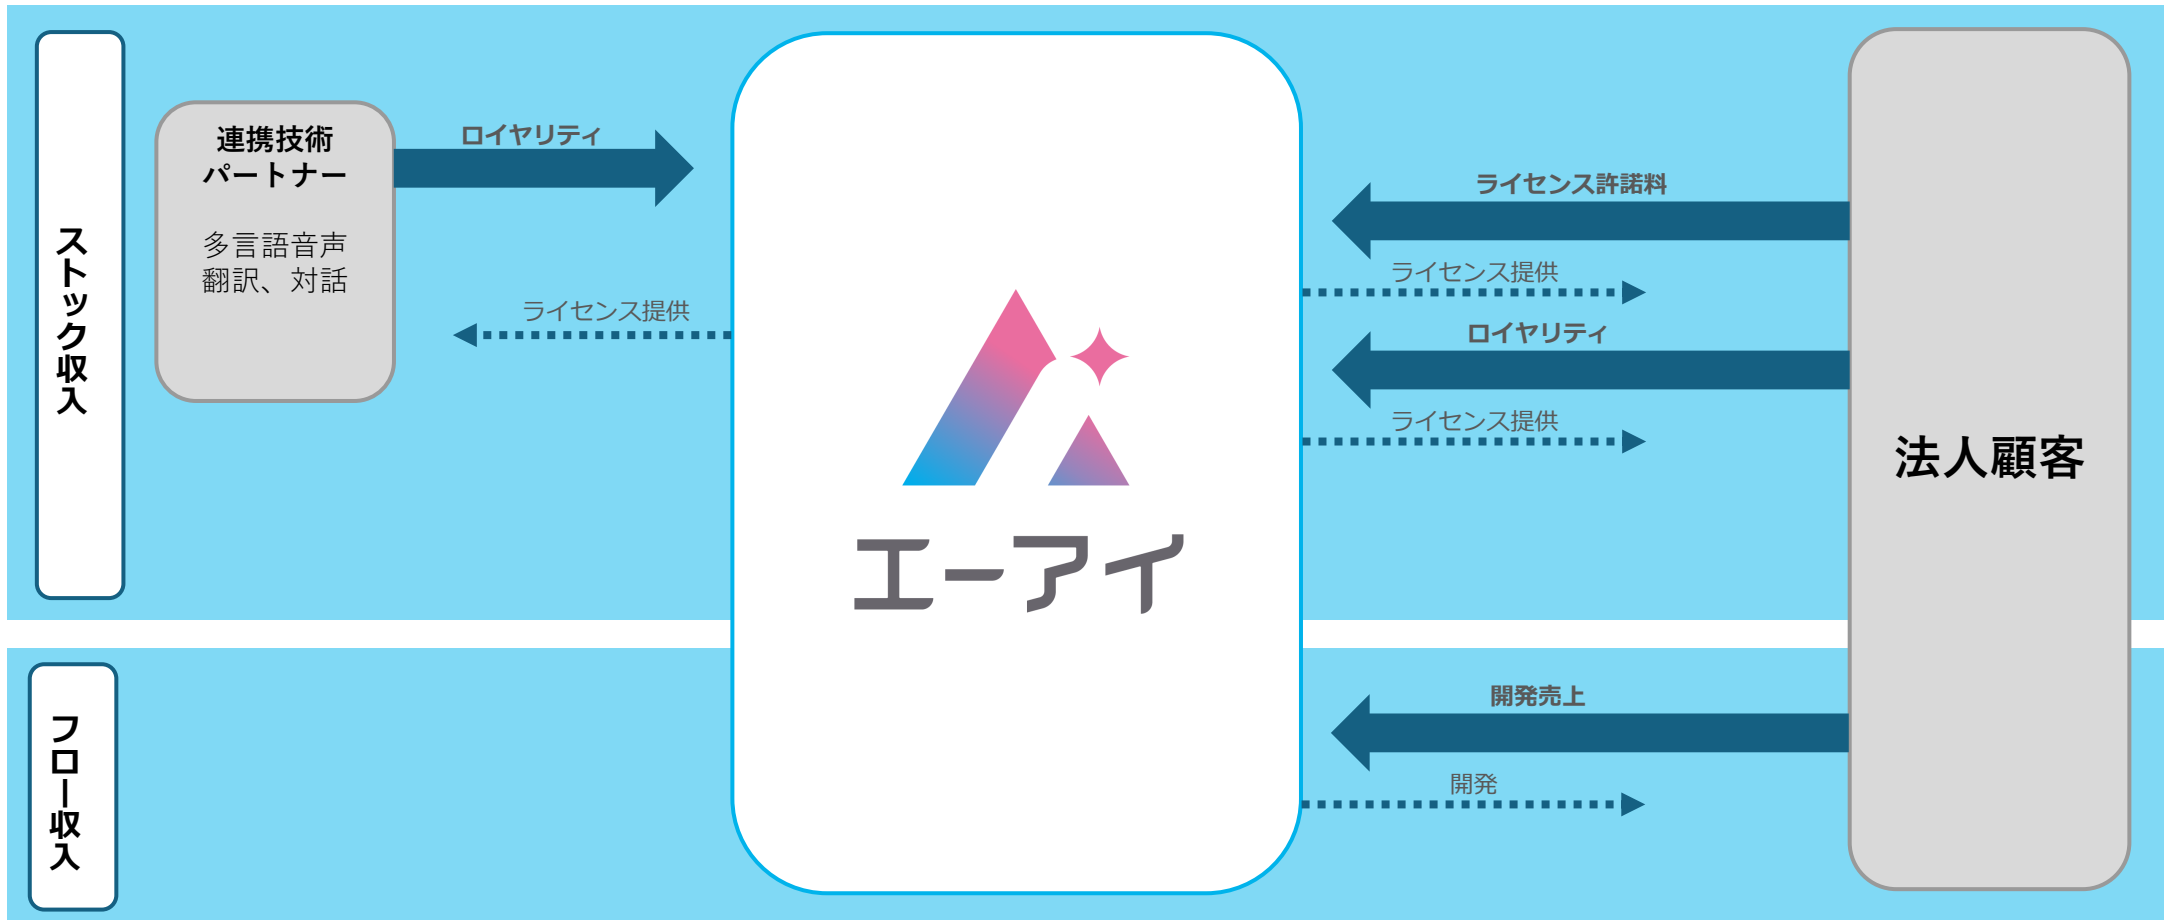 ストック収入
連携技術
パートナー
多言語音声
翻訳、対話
ロイヤリティ
ライセンス提供
エーアイ
ライセンス許諾料
ライセンス提供
ロイヤリティ
ライセンス提供
法人顧客
フロー収入
開発売上
開発